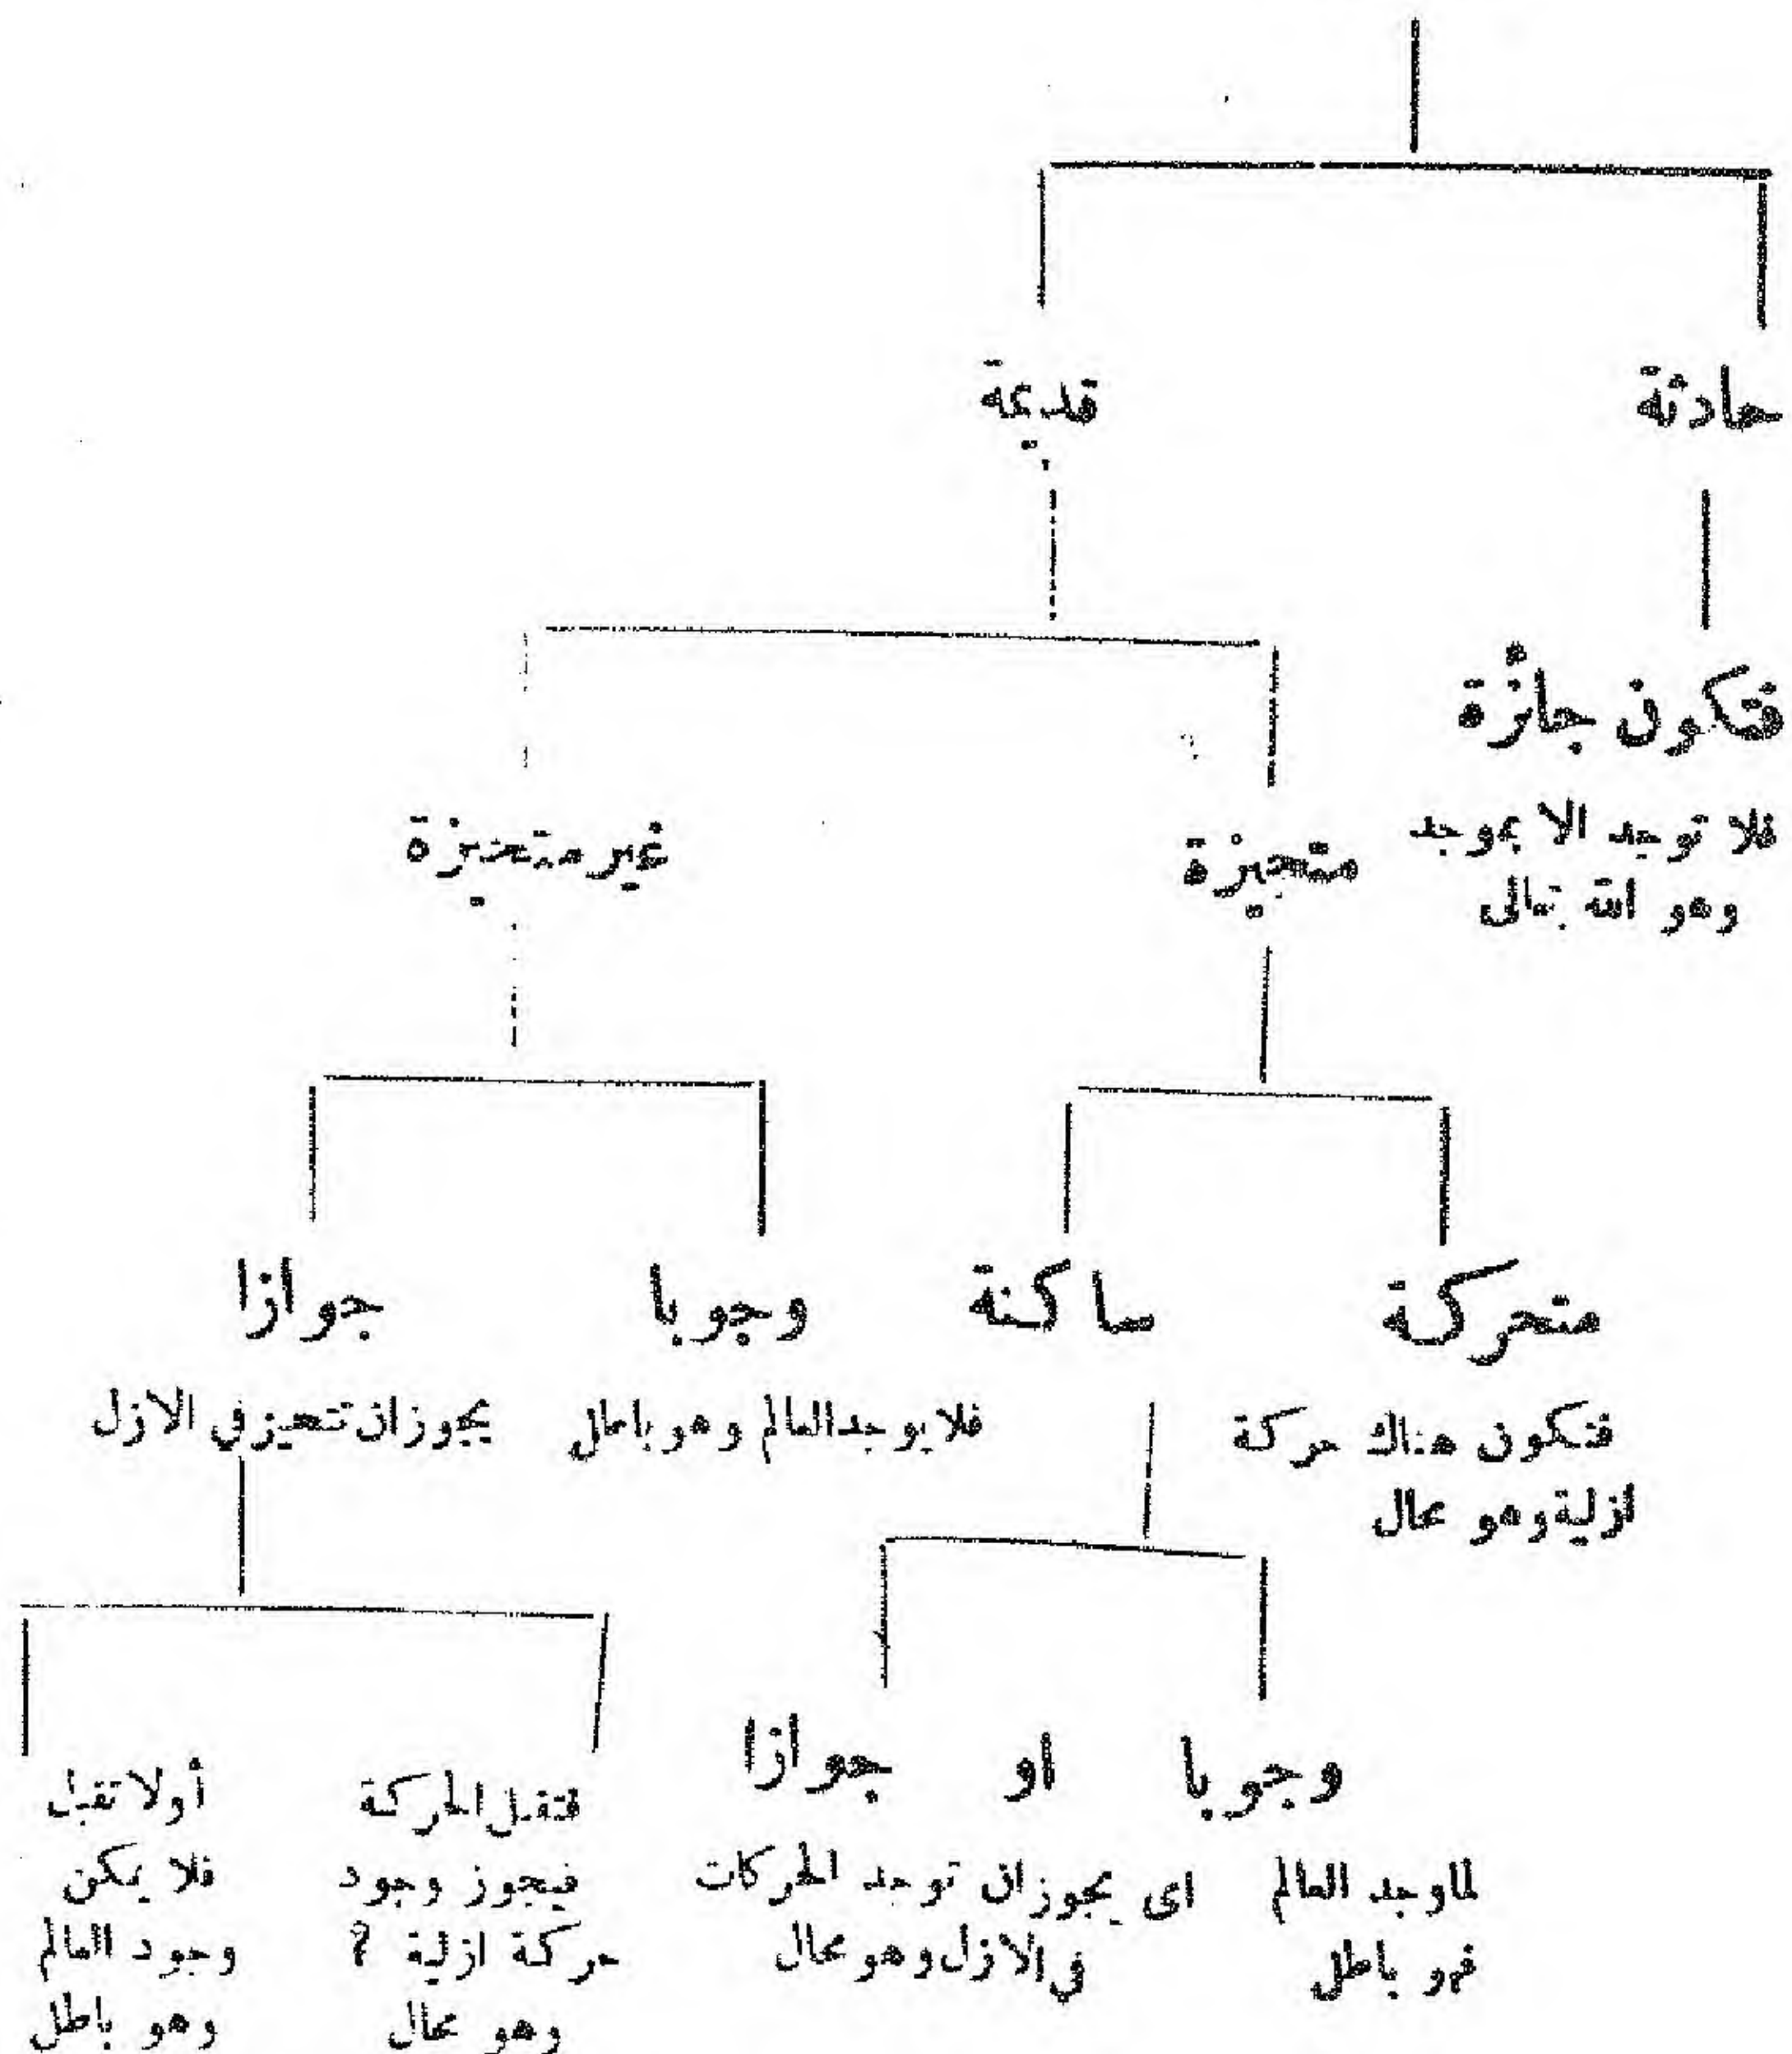 حادثة
قديمة
فتكون جائزة
فلا توجد الا بموجد
وهو الله تعالى
متحيزة
غير متحيزة
متحركة
ساكنة
وجوبا
جوازا
فتكون هناك حركة
ازلية وهو محال
فلا يوجد العالم وهو باطل
يجوز ان تتحيز في الازل
وجوبا او جوازا
لما وجد العالم
فهو باطل
اى يجوز ان توجد الحركات
في الازل وهو محال
فتقبل الحركة
فيجوز وجود
حركة ازلية ?
وهو محال
أولا تقبل
فلا يمكن
وجود العالم
وهو باطل